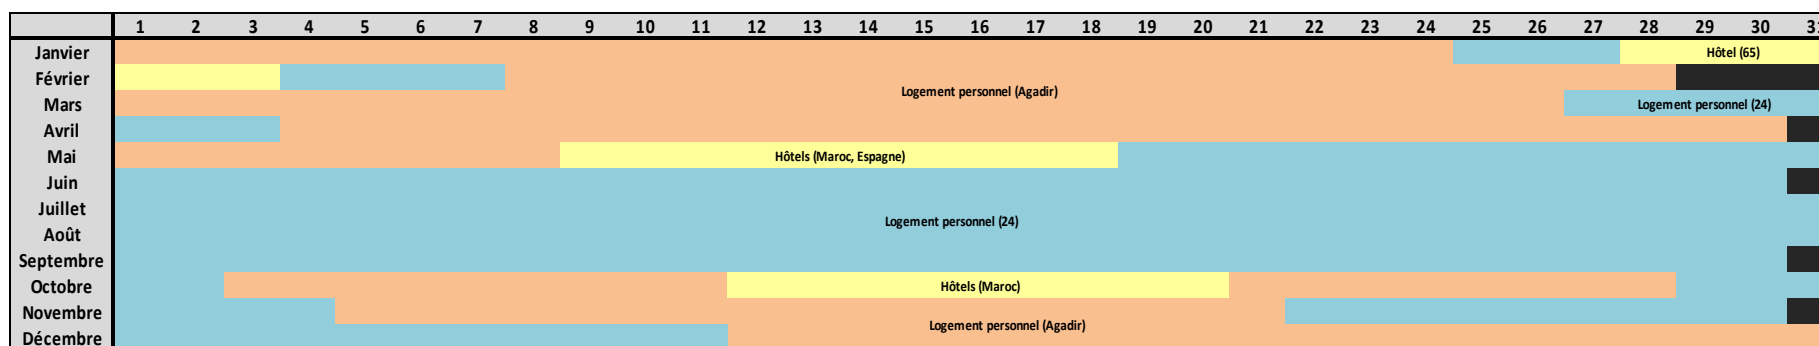 1 2 3 4 5 6 7 8 9 10 11 12 13 14 15 16 17 18 19 20 21 22 23 24 25 26 27 28 29 30 31
Janvier Hôtel (65)
Février
Logement personnel (Agadir)
Mars Logement personnel (24)
Avril
Mai Hôtels (Maroc, Espagne)
Juin
Juillet
Logement personnel (24)
Août
Septembre
Octobre Hôtels (Maroc)
Novembre
Logement personnel (Agadir)
Décembre